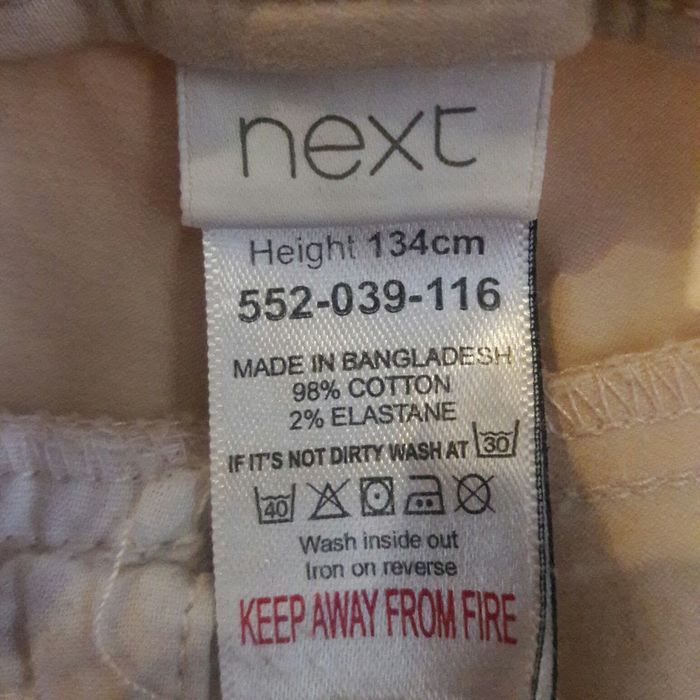 next
Height 134cm
552-039-116
MADE IN BANGLADESH
98% COTTON
2% ELASTANE
IF IT'S NOT DIRTY WASH AT 30
40
Wash inside out
Iron on reverse
KEEP AWAY FROM FIRE